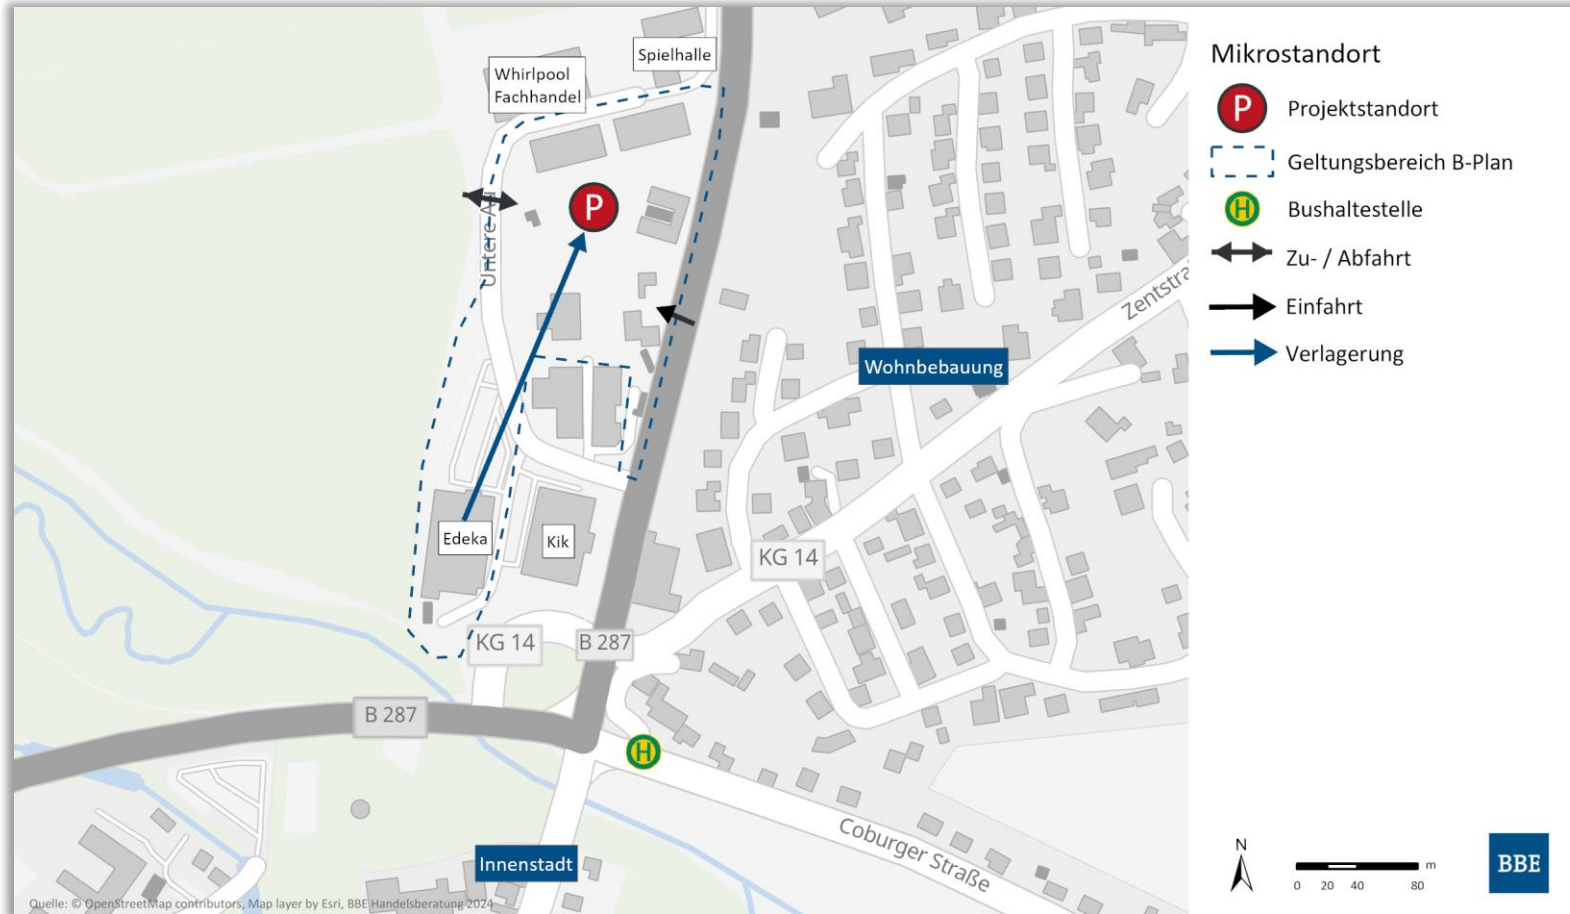 Spielhalle
Whirlpool
Fachhandel
P
Untere Au
Zentstra
Wohnbebauung
Edeka
Kik
KG 14
KG 14
B 287
B 287
H
Coburger Straße
Innenstadt
Quelle: © OpenStreetMap contributors, Map layer by Esri, BBE Handelsberatung 2024
Mikrostandort
P Projektstandort
Geltungsbereich B-Plan
H Bushaltestelle
Zu- / Abfahrt
Einfahrt
Verlagerung
N
m
0 20 40 80
BBE